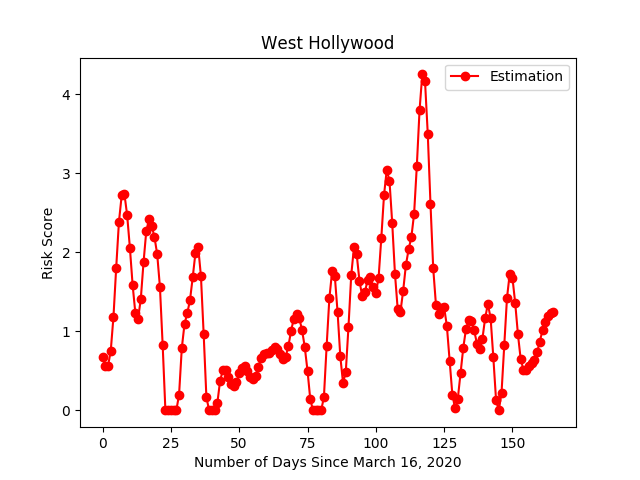 West Hollywood
Estimation
Risk Score
4
3
2
1
0
0 25 50 75 100 125 150
Number of Days Since March 16, 2020